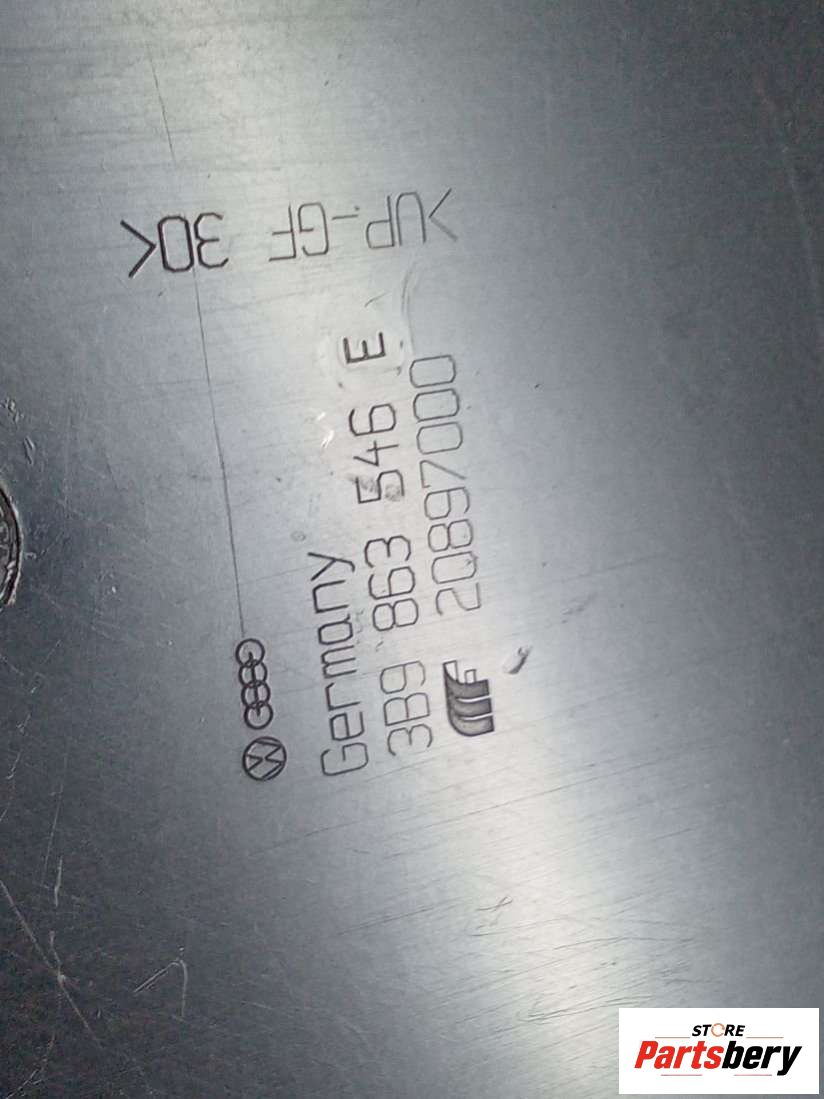 >UP-GF 30<
Germany
3B9 863 546 E
20897000
STORE
Partsbery